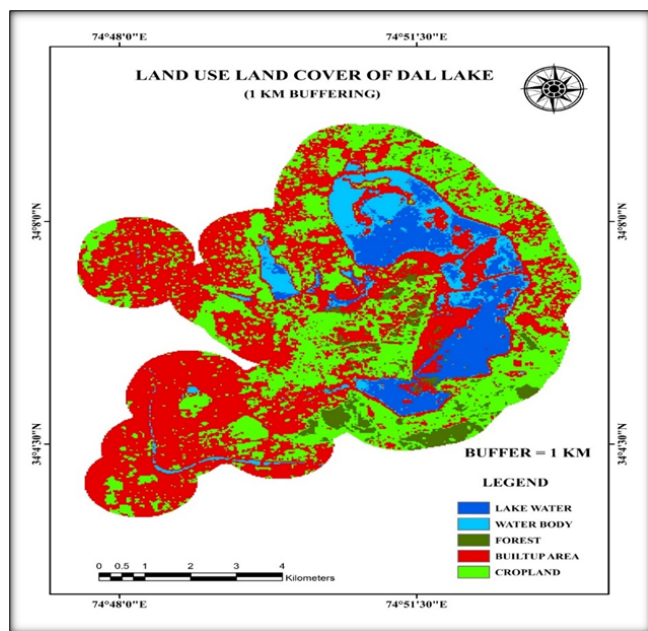 74°48'0"E 74°51'30"E
LAND USE LAND COVER OF DAL LAKE
(1 KM BUFFERING)
34°8'0"N 34°8'0"N
34°4'30"N 34°4'30"N
BUFFER = 1 KM
LEGEND
LAKE WATER
WATER BODY
FOREST
BUILTUP AREA
CROPLAND
0 0.5 1 2 3 4
Kilometers
74°48'0"E 74°51'30"E